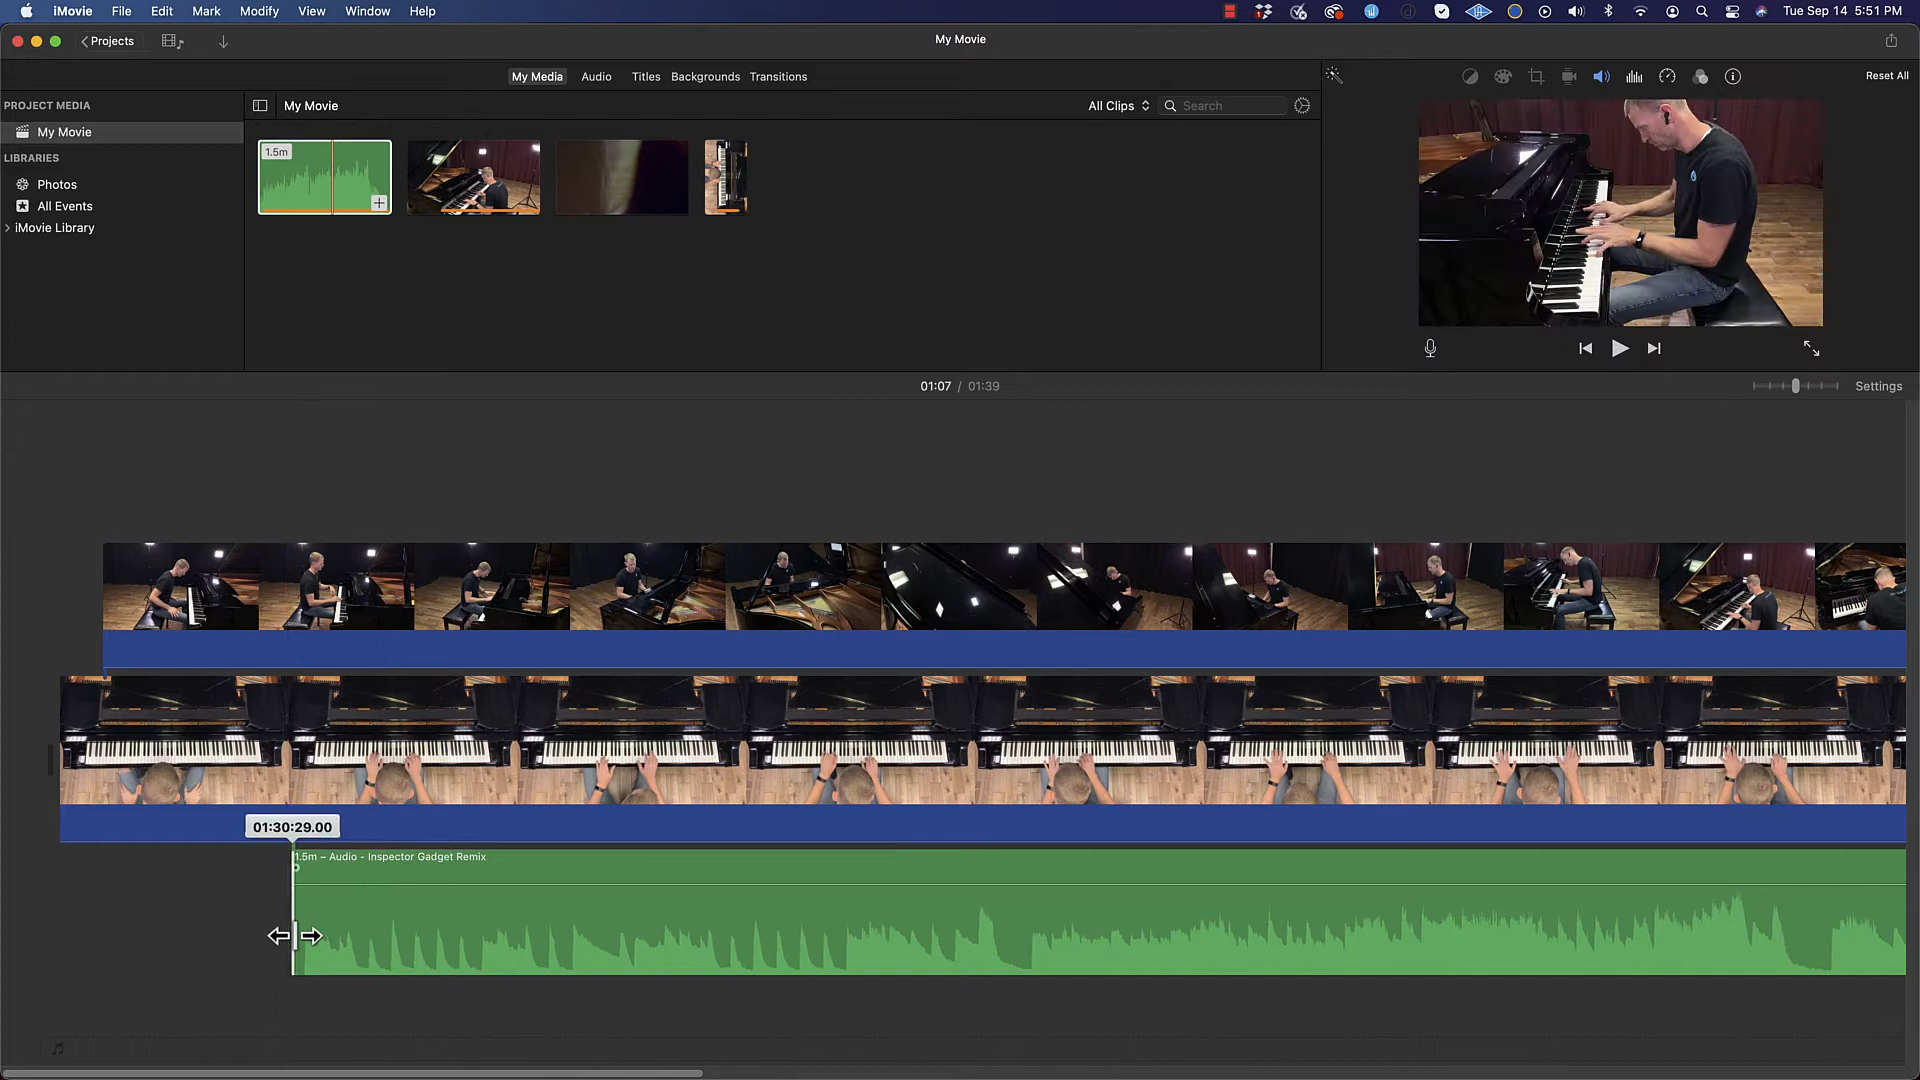 iMovie File Edit Mark Modify View Window Help Tue Sep 14 5:51 PM
Projects My Movie
My Media Audio Titles Backgrounds Transitions Reset All
PROJECT MEDIA My Movie All Clips Search
My Movie
LIBRARIES
Photos
All Events
iMovie Library
1.5m
01:07 / 01:39 Settings
01:30:29.00
1.5m – Audio - Inspector Gadget Remix